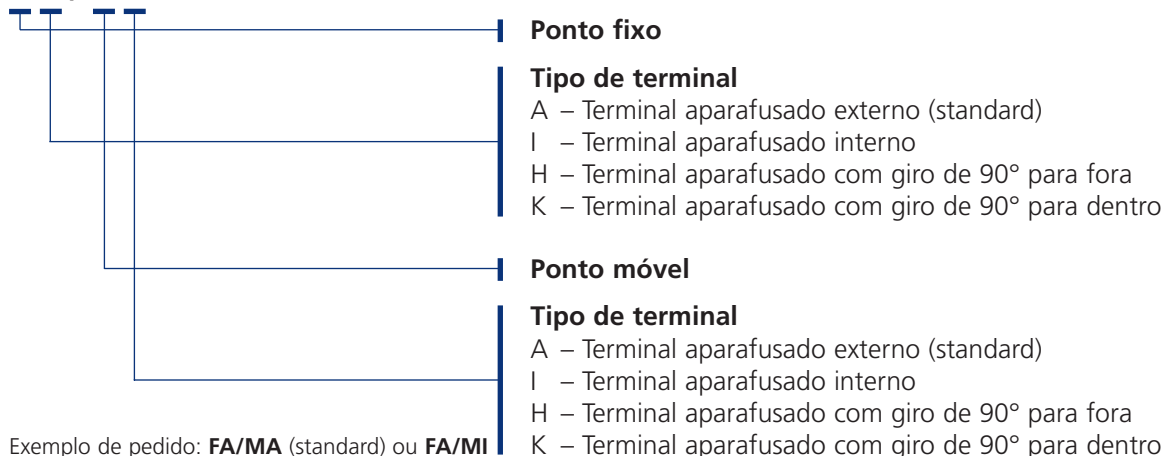 Ponto fixo
Tipo de terminal
A – Terminal aparafusado externo (standard)
I – Terminal aparafusado interno
H – Terminal aparafusado com giro de 90° para fora
K – Terminal aparafusado com giro de 90° para dentro
Ponto móvel
Tipo de terminal
A – Terminal aparafusado externo (standard)
I – Terminal aparafusado interno
H – Terminal aparafusado com giro de 90° para fora
K – Terminal aparafusado com giro de 90° para dentro
Exemplo de pedido: FA/MA (standard) ou FA/MI